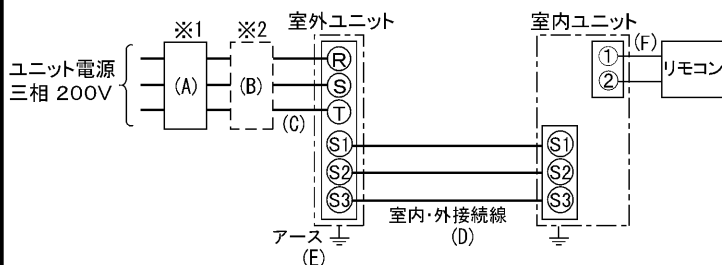 ※1
※2
室外ユニット
室内ユニット
ユニット電源
三相 200V
(A)
(B)
(C)
R
S
T
S1
S2
S3
アース
(E)
室内・外接続線
(D)
①
②
(F)
リモコン
S1
S2
S3